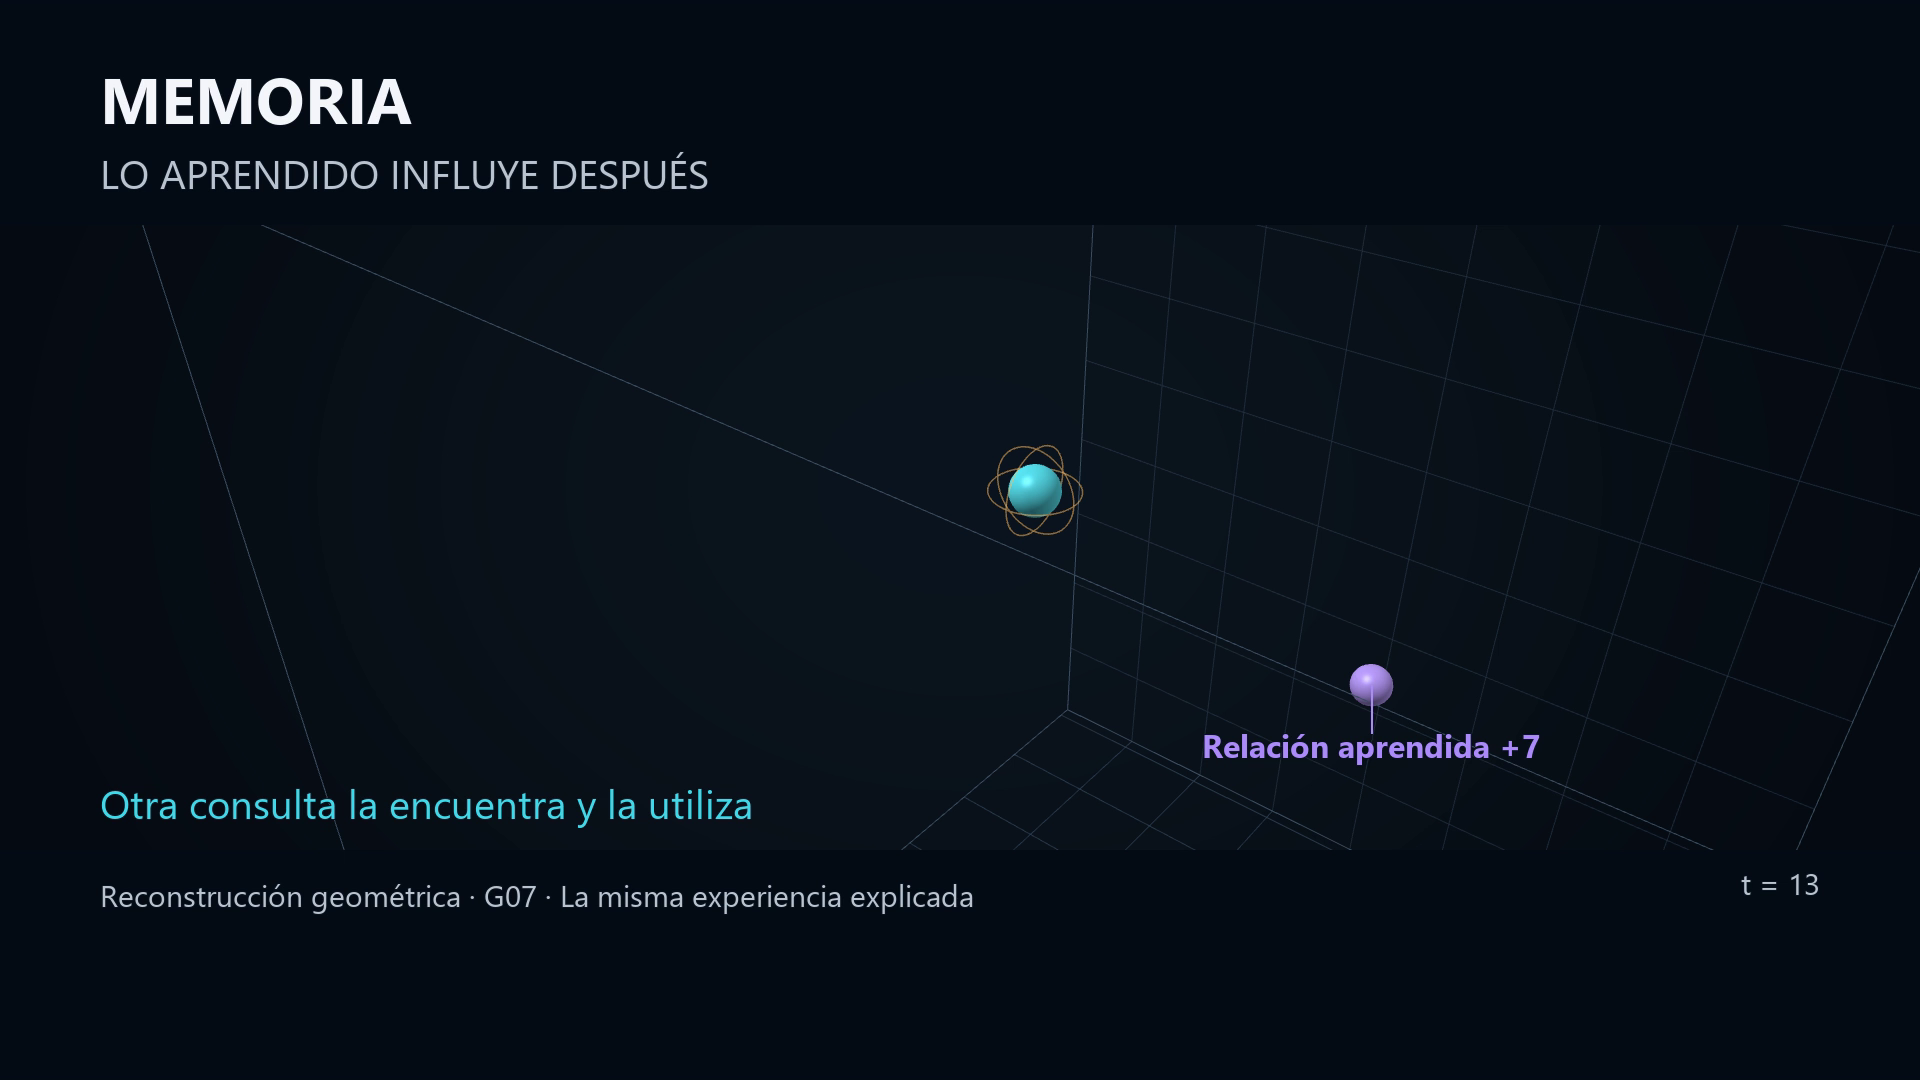 MEMORIA
LO APRENDIDO INFLUYE DESPUÉS
Relación aprendida +7
Otra consulta la encuentra y la utiliza
Reconstrucción geométrica · G07 · La misma experiencia explicada
t = 13